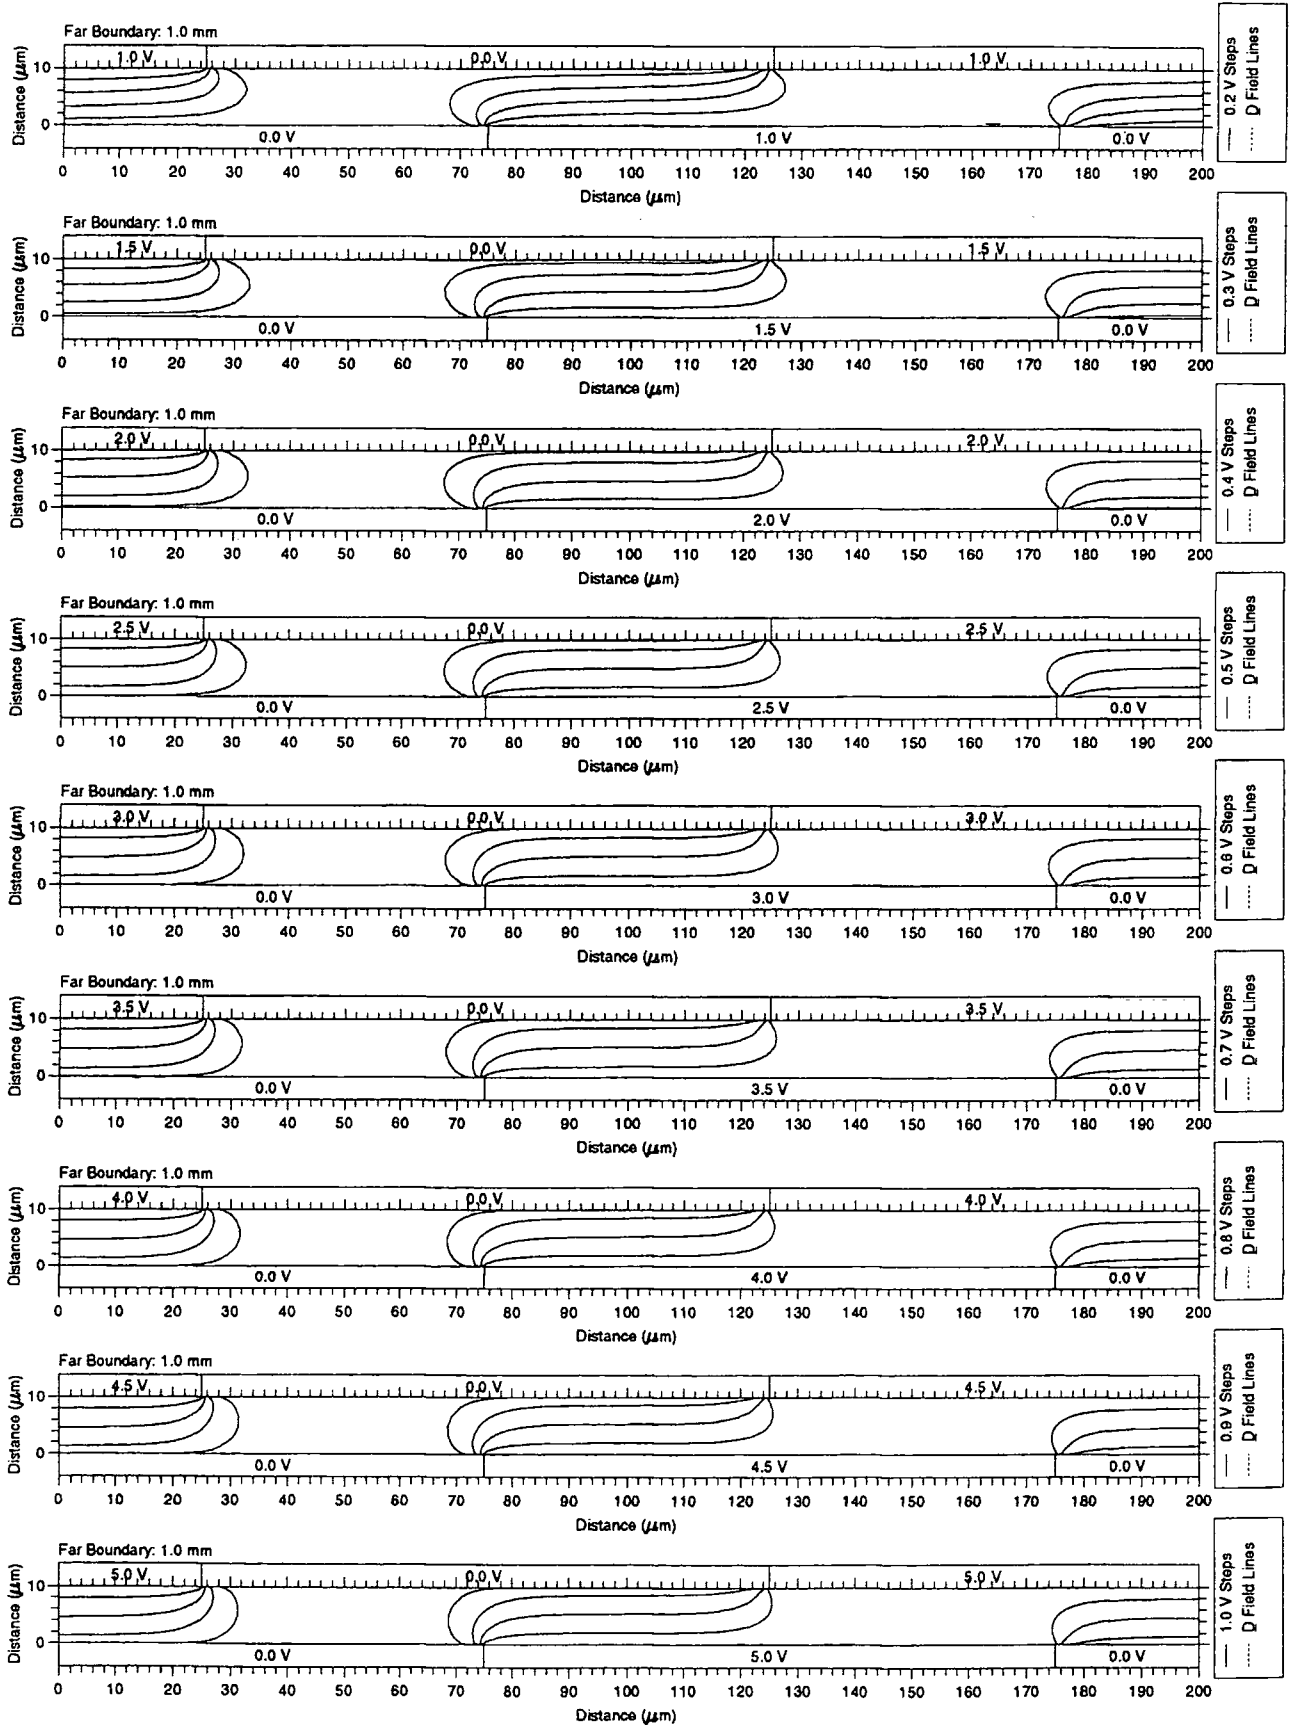 Far Boundary: 1.0 mm
1.0 V 0.0 V 1.0 V
10
0
Distance (μm)
0.0 V 1.0 V 0.0 V
0 10 20 30 40 50 60 70 80 90 100 110 120 130 140 150 160 170 180 190 200
Distance (μm)
0.2 V Steps
D Field Lines
Far Boundary: 1.0 mm
1.5 V 0.0 V 1.5 V
10
0
Distance (μm)
0.0 V 1.5 V 0.0 V
0 10 20 30 40 50 60 70 80 90 100 110 120 130 140 150 160 170 180 190 200
Distance (μm)
0.3 V Steps
D Field Lines
Far Boundary: 1.0 mm
2.0 V 0.0 V 2.0 V
10
0
Distance (μm)
0.0 V 2.0 V 0.0 V
0 10 20 30 40 50 60 70 80 90 100 110 120 130 140 150 160 170 180 190 200
Distance (μm)
0.4 V Steps
D Field Lines
Far Boundary: 1.0 mm
2.5 V 0.0 V 2.5 V
10
0
Distance (μm)
0.0 V 2.5 V 0.0 V
0 10 20 30 40 50 60 70 80 90 100 110 120 130 140 150 160 170 180 190 200
Distance (μm)
0.5 V Steps
D Field Lines
Far Boundary: 1.0 mm
3.0 V 0.0 V 3.0 V
10
0
Distance (μm)
0.0 V 3.0 V 0.0 V
0 10 20 30 40 50 60 70 80 90 100 110 120 130 140 150 160 170 180 190 200
Distance (μm)
0.6 V Steps
D Field Lines
Far Boundary: 1.0 mm
3.5 V 0.0 V 3.5 V
10
0
Distance (μm)
0.0 V 3.5 V 0.0 V
0 10 20 30 40 50 60 70 80 90 100 110 120 130 140 150 160 170 180 190 200
Distance (μm)
0.7 V Steps
D Field Lines
Far Boundary: 1.0 mm
4.0 V 0.0 V 4.0 V
10
0
Distance (μm)
0.0 V 4.0 V 0.0 V
0 10 20 30 40 50 60 70 80 90 100 110 120 130 140 150 160 170 180 190 200
Distance (μm)
0.8 V Steps
D Field Lines
Far Boundary: 1.0 mm
4.5 V 0.0 V 4.5 V
10
0
Distance (μm)
0.0 V 4.5 V 0.0 V
0 10 20 30 40 50 60 70 80 90 100 110 120 130 140 150 160 170 180 190 200
Distance (μm)
0.9 V Steps
D Field Lines
Far Boundary: 1.0 mm
5.0 V 0.0 V 5.0 V
10
0
Distance (μm)
0.0 V 5.0 V 0.0 V
0 10 20 30 40 50 60 70 80 90 100 110 120 130 140 150 160 170 180 190 200
Distance (μm)
1.0 V Steps
D Field Lines